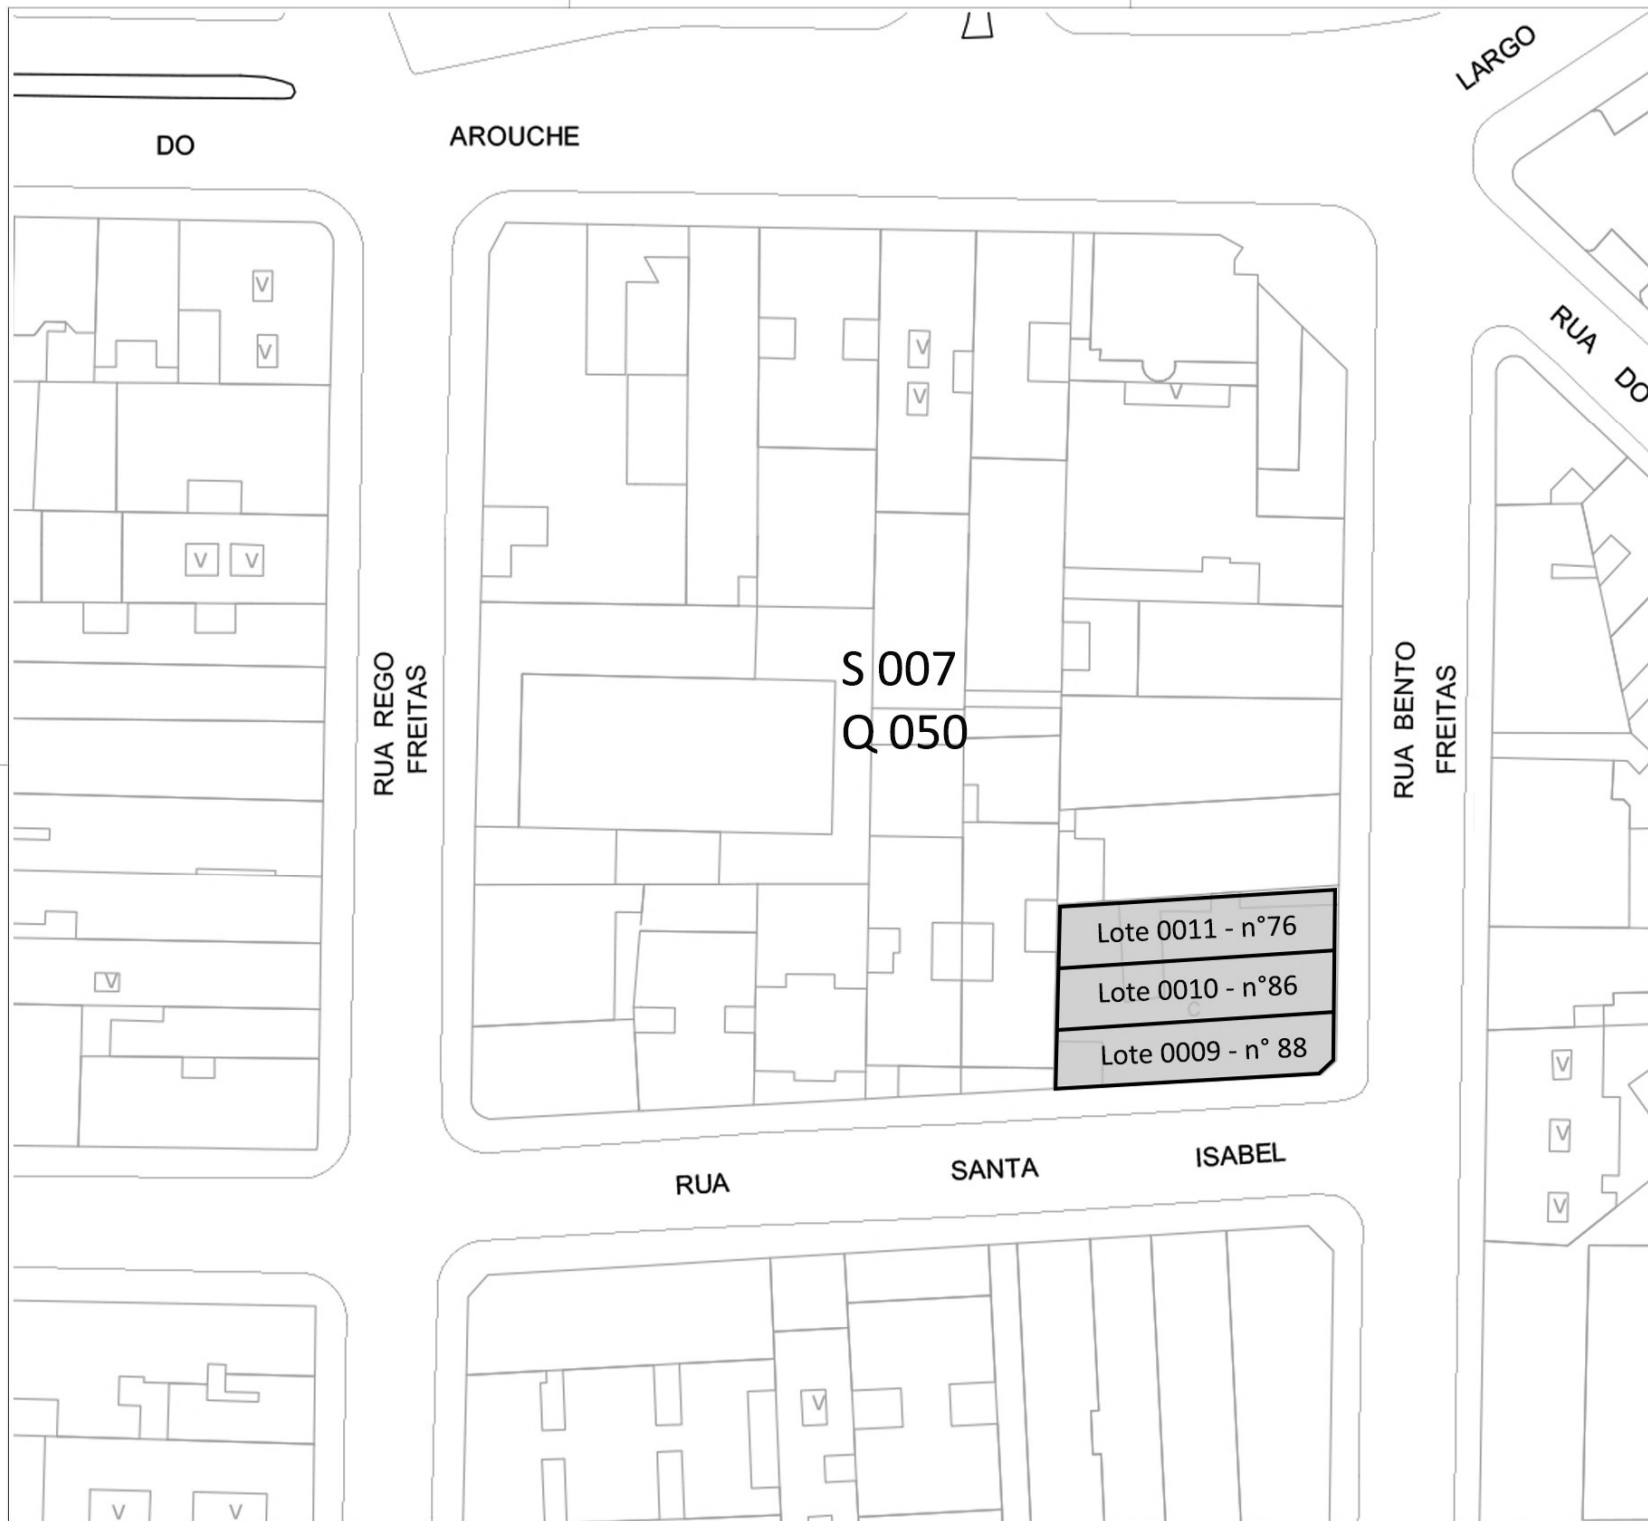 LARGO
DO
AROUCHE
RUA
DO
V
V
V
V
V
V
V
S 007
Q 050
RUA REGO
FREITAS
RUA BENTO
FREITAS
Lote 0011 - n°76
V
Lote 0010 - n°86
C
Lote 0009 - n° 88
V
V
V
RUA
SANTA
ISABEL
V
V
V